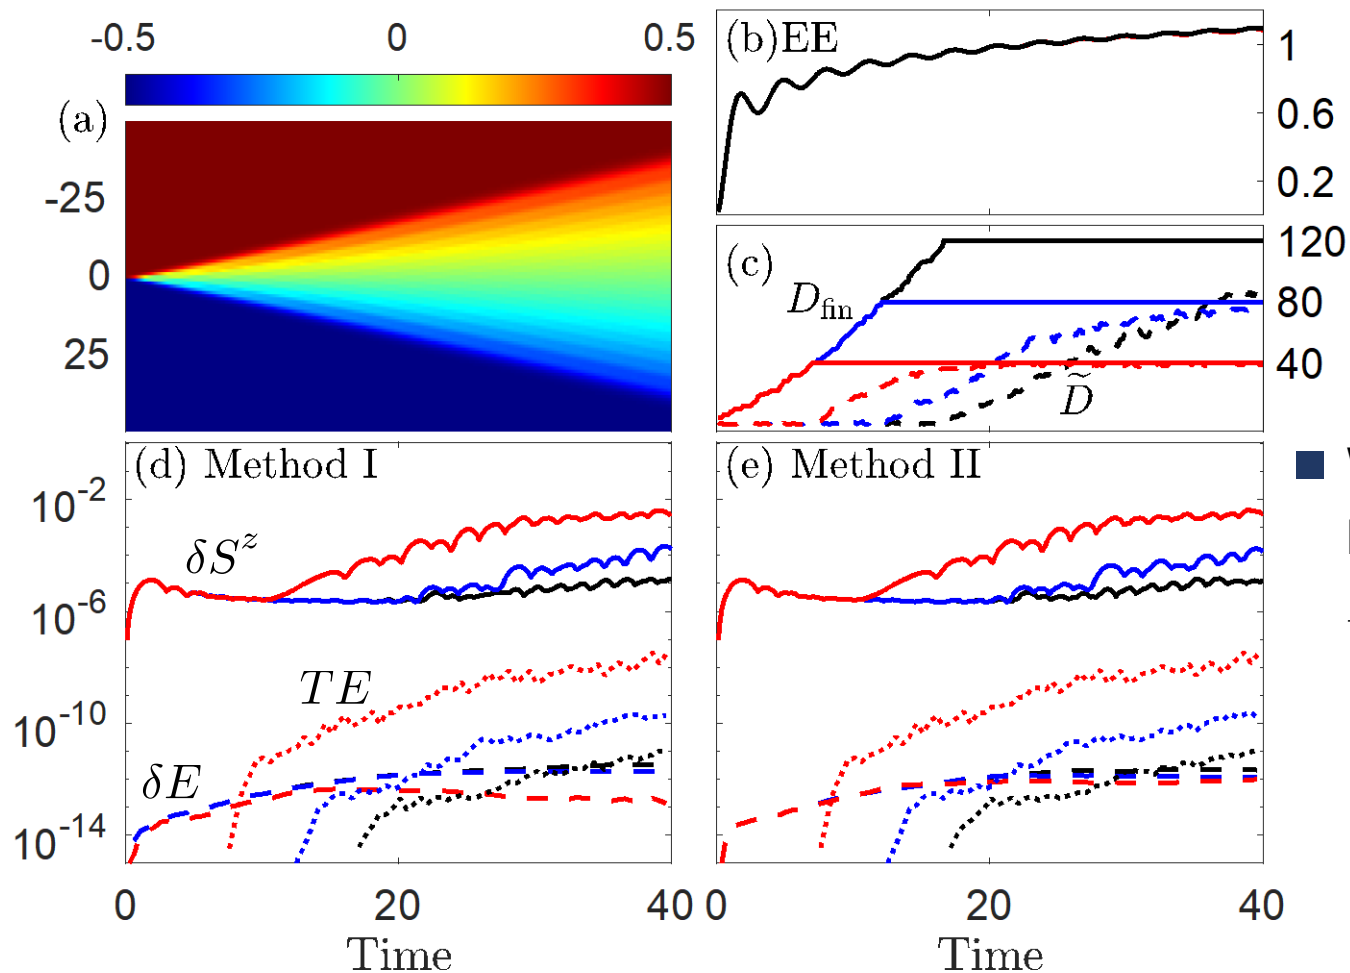 -0.5 0 0.5
(a)
-25
0
25
(b)EE
1
0.6
0.2
(c)
D_fin
D̃
120
80
40
(d) Method I
10^-2
10^-6
10^-10
10^-14
δS^z
TE
δE
0 20 40
Time
(e) Method II
0 20 40
Time